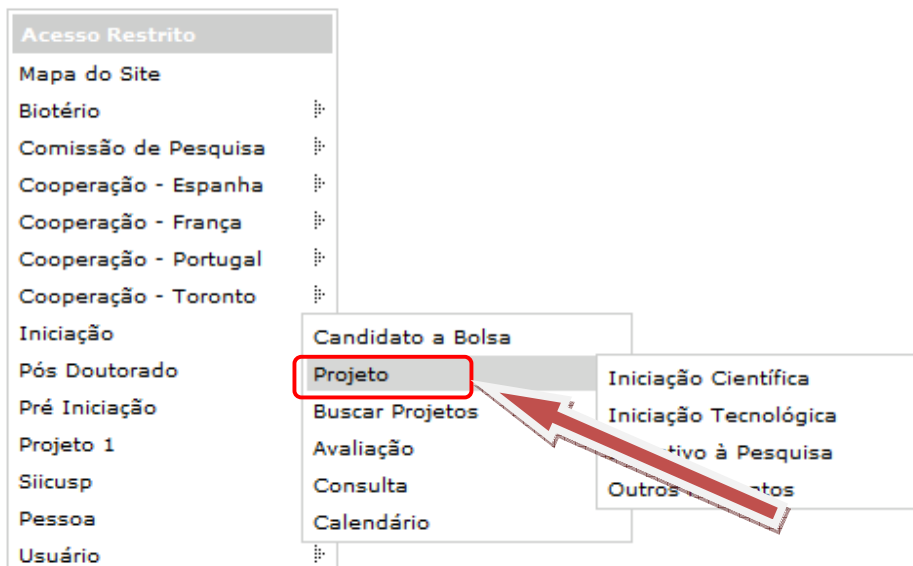 Acesso Restrito
Mapa do Site
Biotério
Comissão de Pesquisa
Cooperação - Espanha
Cooperação - França
Cooperação - Portugal
Cooperação - Toronto
Iniciação
Pós Doutorado
Pré Iniciação
Projeto 1
Siicusp
Pessoa
Usuário
Candidato a Bolsa
Projeto
Buscar Projetos
Avaliação
Consulta
Calendário
Iniciação Científica
Iniciação Tecnológica
à Pesquisa
Outros